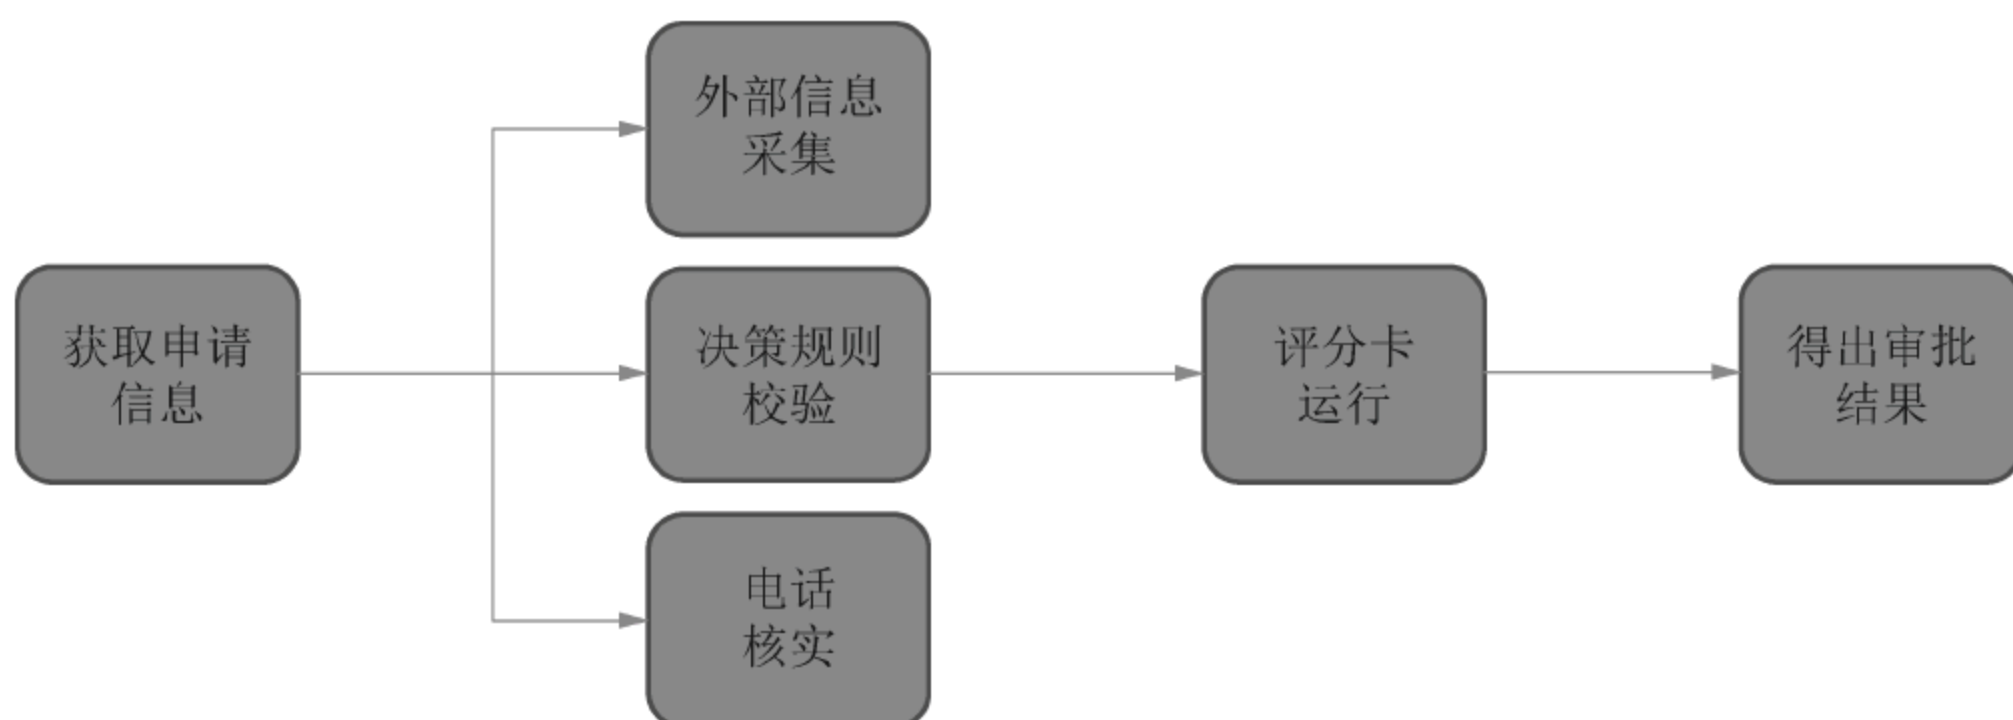 外部信息
采集
获取申请
信息
决策规则
校验
评分卡
运行
得出审批
结果
电话
核实